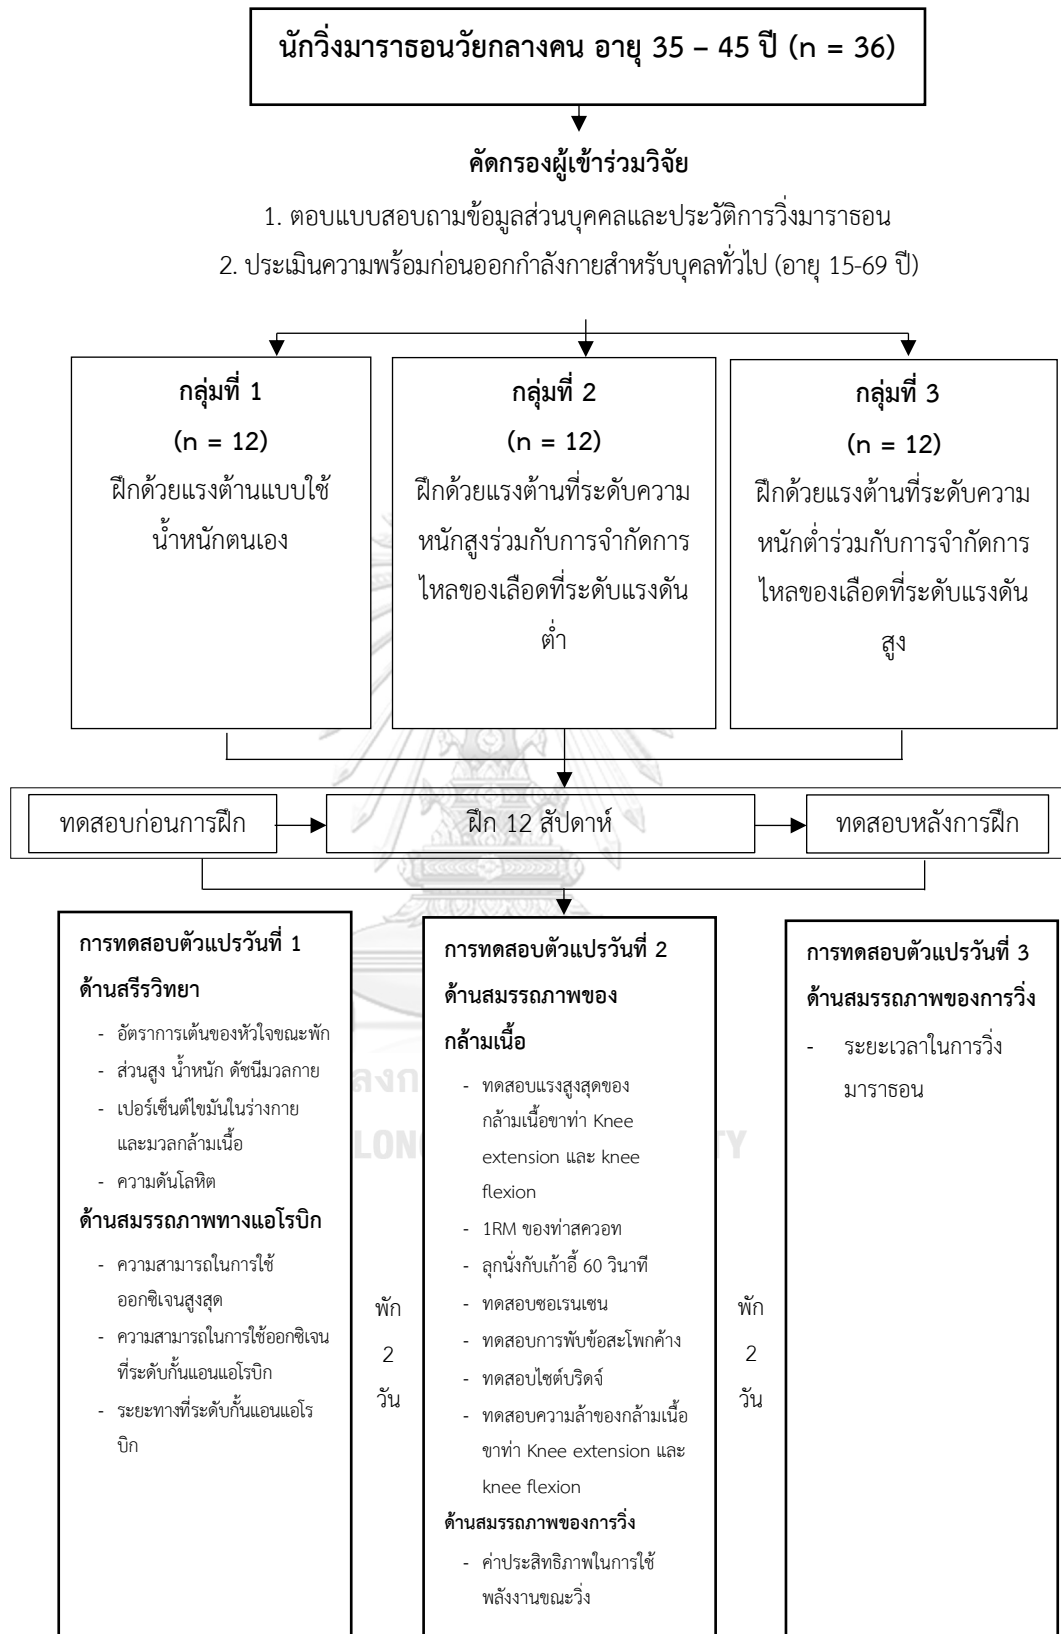 นักวิ่งมาราธอนวัยกลางคน อายุ 35 – 45 ปี (n = 36)
คัดกรองผู้เข้าร่วมวิจัย
1. ตอบแบบสอบถามข้อมูลส่วนบุคคลและประวัติการวิ่งมาราธอน
2. ประเมินความพร้อมก่อนออกกำลังกายสำหรับบุคลทั่วไป (อายุ 15-69 ปี)
กลุ่มที่ 1
(n = 12)
ฝึกด้วยแรงต้านแบบใช้
น้ำหนักตนเอง
กลุ่มที่ 2
(n = 12)
ฝึกด้วยแรงต้านที่ระดับความ
หนักสูงร่วมกับการจำกัดการ
ไหลของเลือดที่ระดับแรงดัน
ต่ำ
กลุ่มที่ 3
(n = 12)
ฝึกด้วยแรงต้านที่ระดับความ
หนักต่ำร่วมกับการจำกัดการ
ไหลของเลือดที่ระดับแรงดัน
สูง
ทดสอบก่อนการฝึก
ฝึก 12 สัปดาห์
ทดสอบหลังการฝึก
การทดสอบตัวแปรวันที่ 1
ด้านสรีรวิทยา
- อัตราการเต้นของหัวใจขณะพัก
- ส่วนสูง น้ำหนัก ดัชนีมวลกาย
- เปอร์เซ็นต์ไขมันในร่างกาย
และมวลกล้ามเนื้อ
- ความดันโลหิต
ด้านสมรรถภาพทางแอโรบิก
- ความสามารถในการใช้
ออกซิเจนสูงสุด
- ความสามารถในการใช้ออกซิเจน
ที่ระดับกั้นแอนแอโรบิก
- ระยะทางที่ระดับกั้นแอนแอโร
บิก
พัก
2
วัน
การทดสอบตัวแปรวันที่ 2
ด้านสมรรถภาพของ
กล้ามเนื้อ
- ทดสอบแรงสูงสุดของ
กล้ามเนื้อขาท่า Knee
extension และ knee
flexion
- 1RM ของท่าสควอท
- ลุกนั่งกับเก้าอี้ 60 วินาที
- ทดสอบซอเรนเซน
- ทดสอบการพับข้อสะโพกค้าง
- ทดสอบไซต์บริดจ์
- ทดสอบความล้าของกล้ามเนื้อ
ขาท่า Knee extension และ
knee flexion
ด้านสมรรถภาพของการวิ่ง
- ค่าประสิทธิภาพในการใช้
พลังงานขณะวิ่ง
พัก
2
วัน
การทดสอบตัวแปรวันที่ 3
ด้านสมรรถภาพของการวิ่ง
- ระยะเวลาในการวิ่ง
มาราธอน